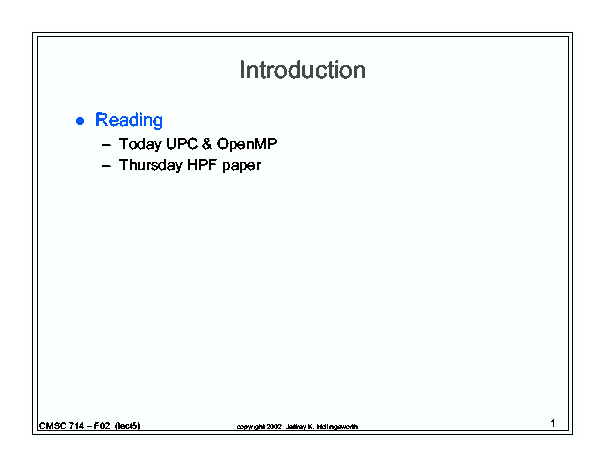 Introduction
● Reading
– Today UPC & OpenMP
– Thursday HPF paper
CMSC 714 – F02 (lect5)
copyright 2002 Jeffrey K. Hollingsworth
1